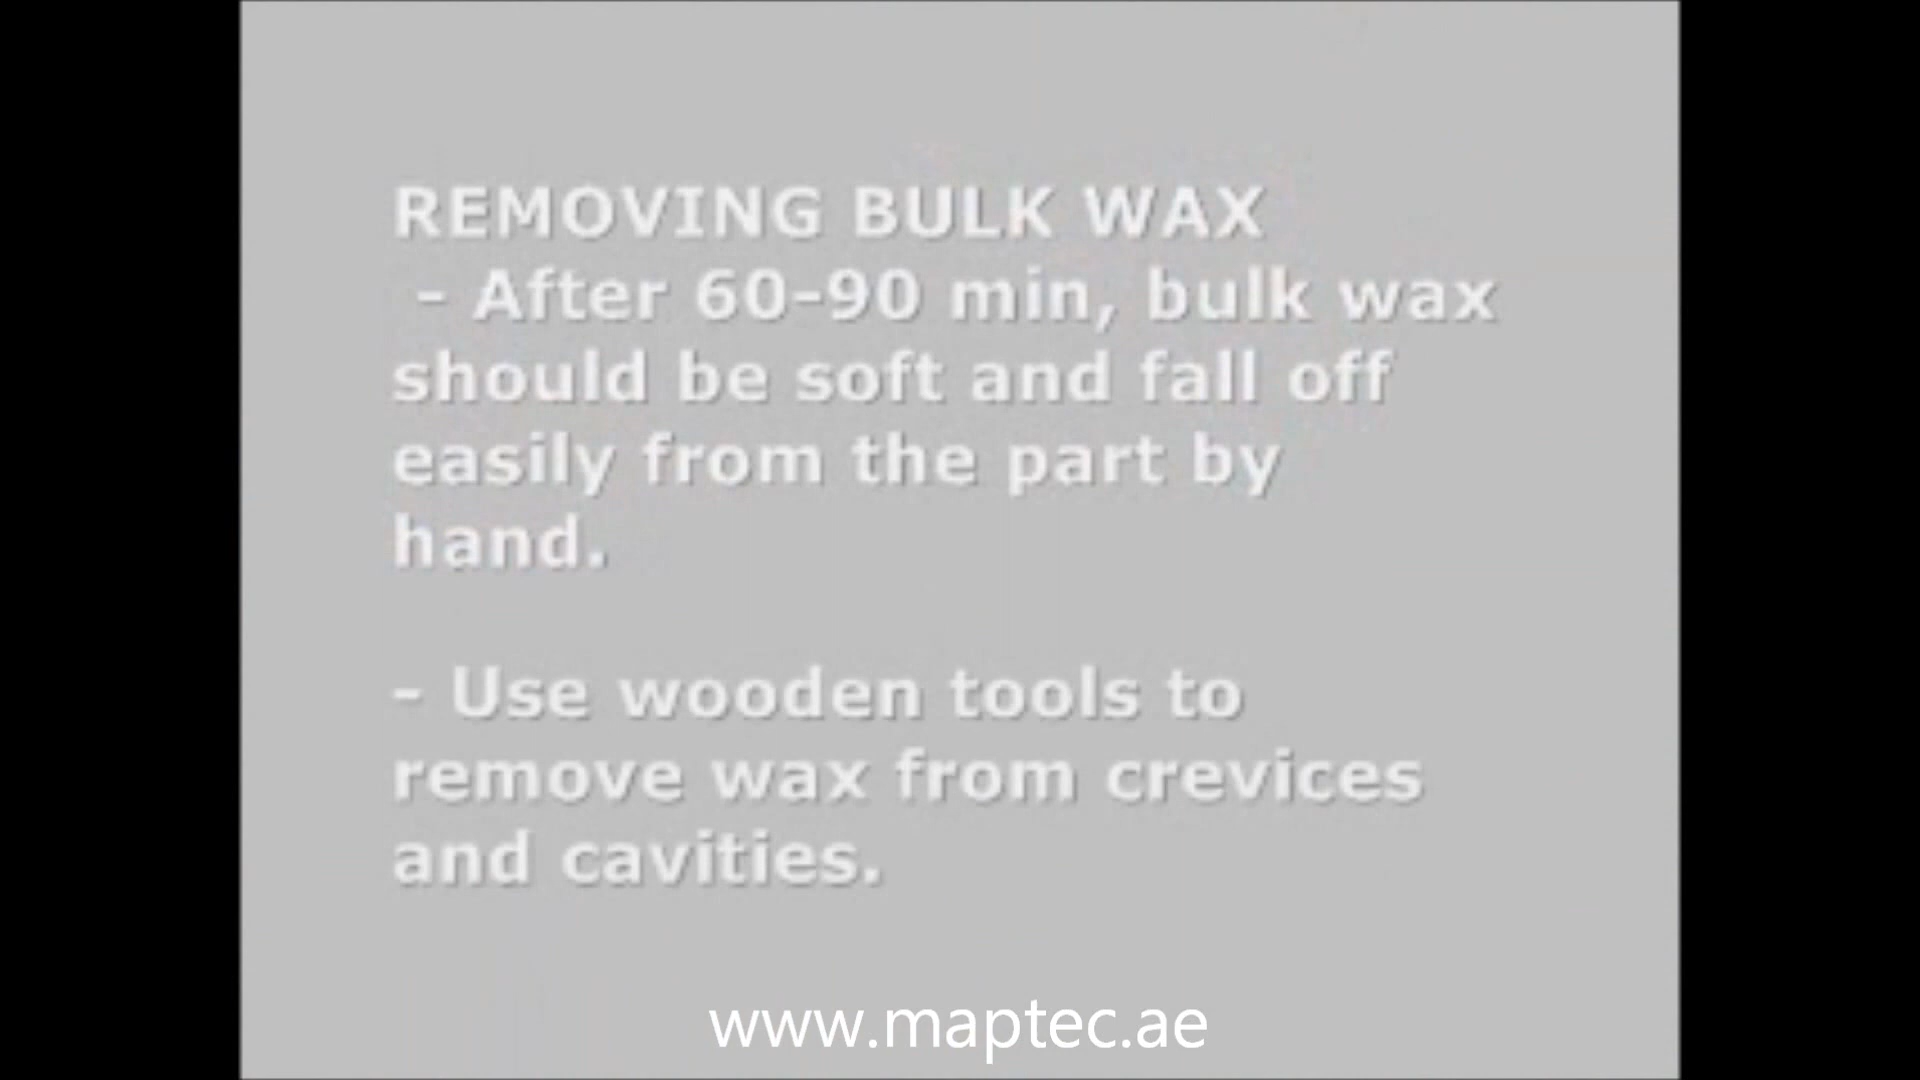 REMOVING BULK WAX
- After 60-90 min, bulk wax
should be soft and fall off
easily from the part by
hand.
- Use wooden tools to
remove wax from crevices
and cavities.
www.maptec.ae